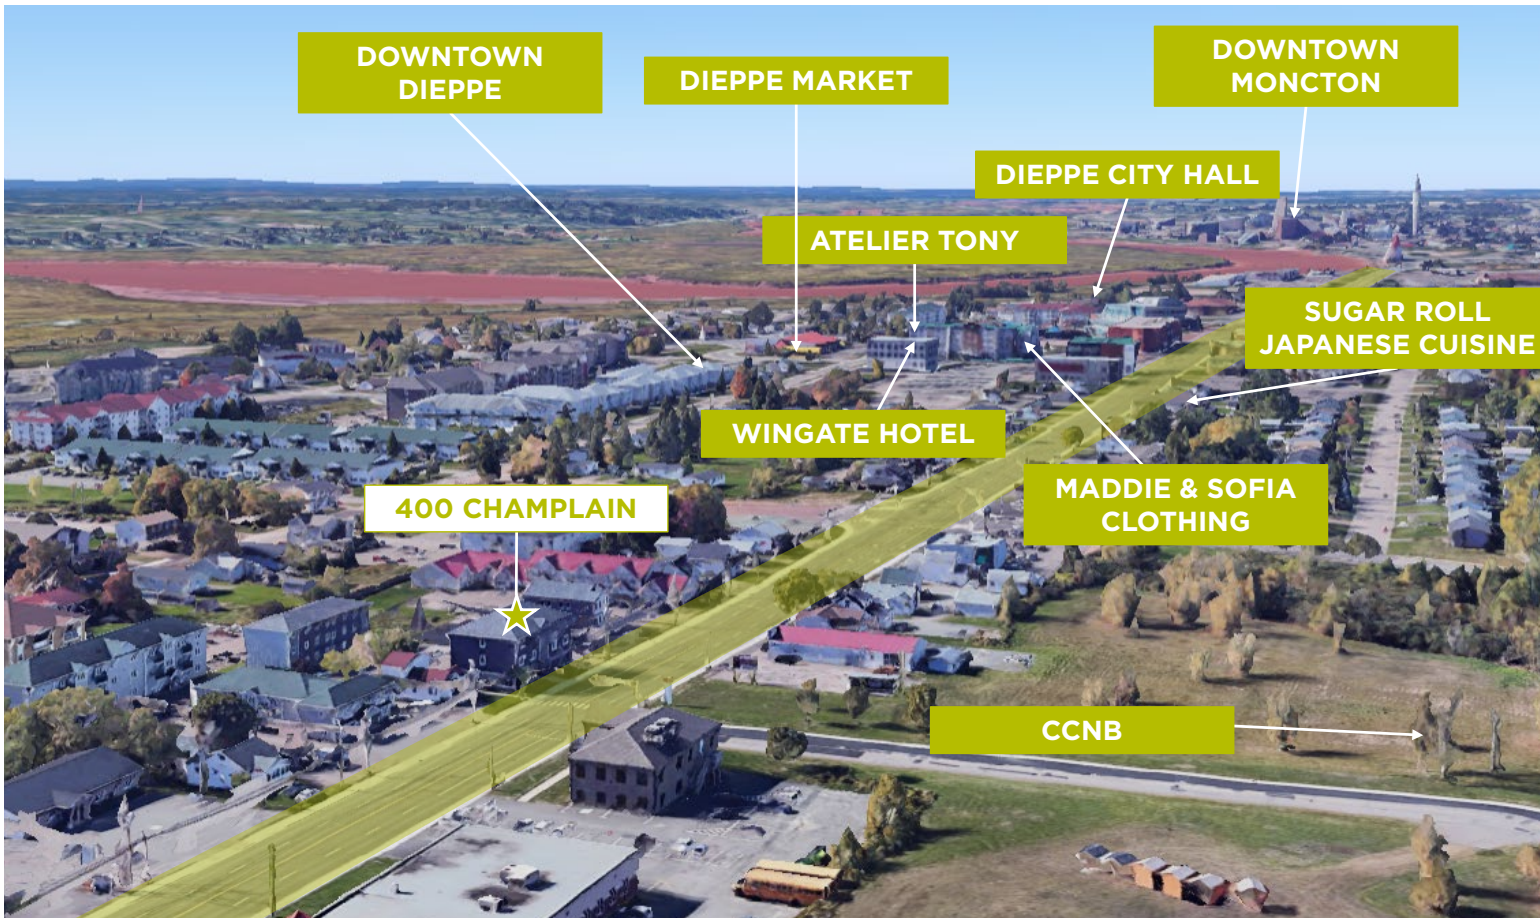 DOWNTOWN
DIEPPE
DIEPPE MARKET
DOWNTOWN
MONCTON
DIEPPE CITY HALL
ATELIER TONY
SUGAR ROLL
JAPANESE CUISINE
WINGATE HOTEL
MADDIE & SOFIA
CLOTHING
400 CHAMPLAIN
CCNB